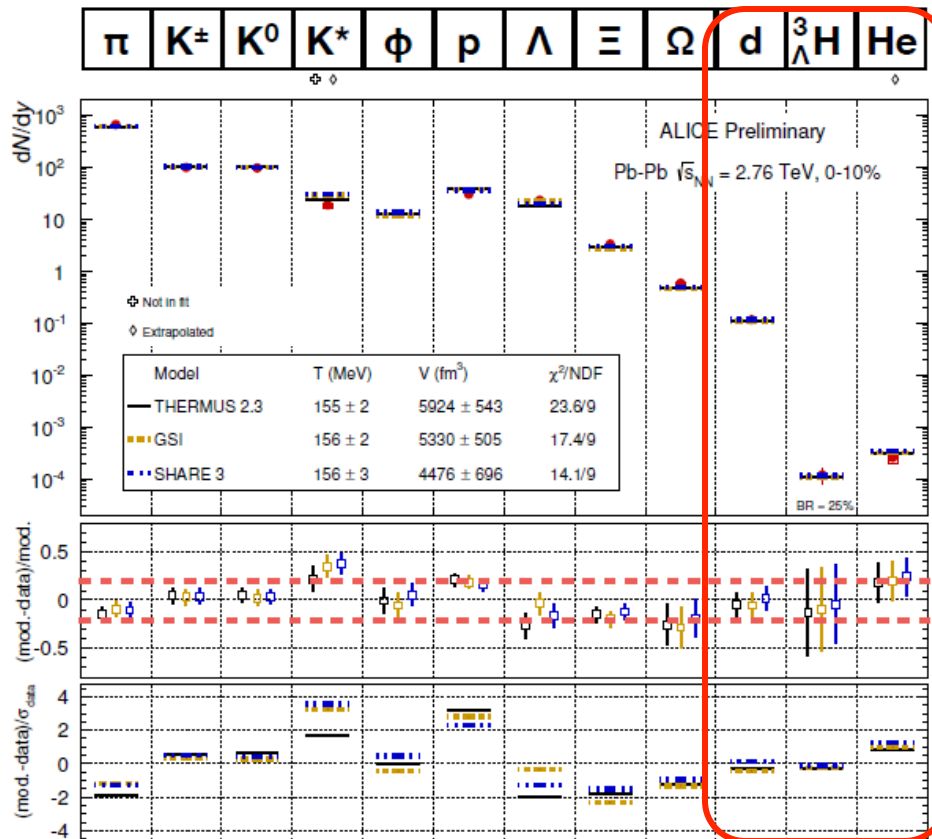 π K± K⁰ K* ϕ p Λ Ξ Ω d ³ΛH He
dN/dy
10³
10²
10
1
10⁻¹
10⁻²
10⁻³
10⁻⁴
ALICE Preliminary
Pb-Pb √sNN = 2.76 TeV, 0-10%
Not in fit
Extrapolated
Model T (MeV) V (fm³) χ²/NDF
THERMUS 2.3 155 ± 2 5924 ± 543 23.6/9
GSI 156 ± 2 5330 ± 505 17.4/9
SHARE 3 156 ± 3 4476 ± 696 14.1/9
BR = 25%
(mod.-data)/mod.
0.5
0
-0.5
(mod.-data)/σdata
4
2
0
-2
-4